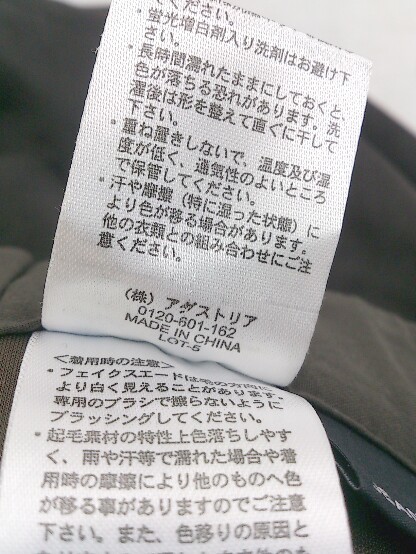 ください。
・蛍光増白剤入り洗剤はお避け下
さい。
・長時間濡れたままにしておくと、
色が落ちる恐れがあります。洗
濯後は形を整えて直ぐに干して
下さい。
・重ね置きしないで、温度及び湿
度が低く、通気性のよいところ
で保管してください。
・汗や摩擦(特に湿った状態)に
より色が移る場合があります。
他の衣類との組み合わせにご注
意ください。
(株)アダストリア
0120-601-162
MADE IN CHINA
LOT-5
<着用時の注意>
・フェイクスエードは毛の方向に
より白く見えることがあります。
専用のブラシで擦らないように
ブラッシングしてください。
・起毛素材の特性上色落ちしやす
く、雨や汗等で濡れた場合や着
用時の摩擦により他のものへ色
が移る事がありますのでご注意
下さい。また、色移りの原因と